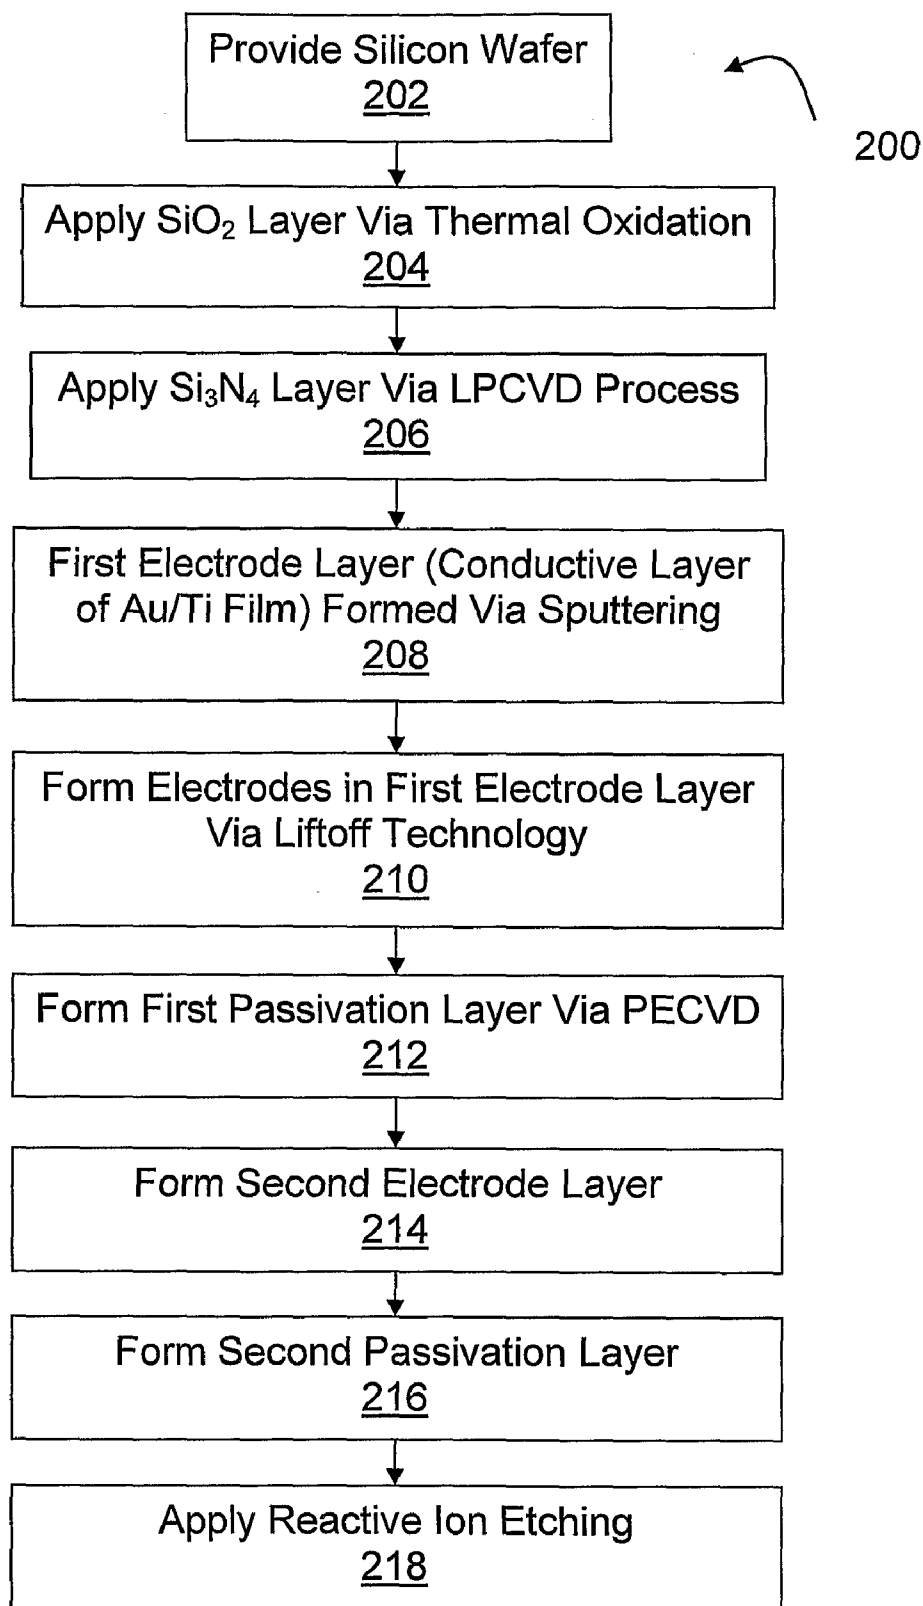 Provide Silicon Wafer
202
200
Apply SiO₂ Layer Via Thermal Oxidation
204
Apply Si₃N₄ Layer Via LPCVD Process
206
First Electrode Layer (Conductive Layer
of Au/Ti Film) Formed Via Sputtering
208
Form Electrodes in First Electrode Layer
Via Liftoff Technology
210
Form First Passivation Layer Via PECVD
212
Form Second Electrode Layer
214
Form Second Passivation Layer
216
Apply Reactive Ion Etching
218